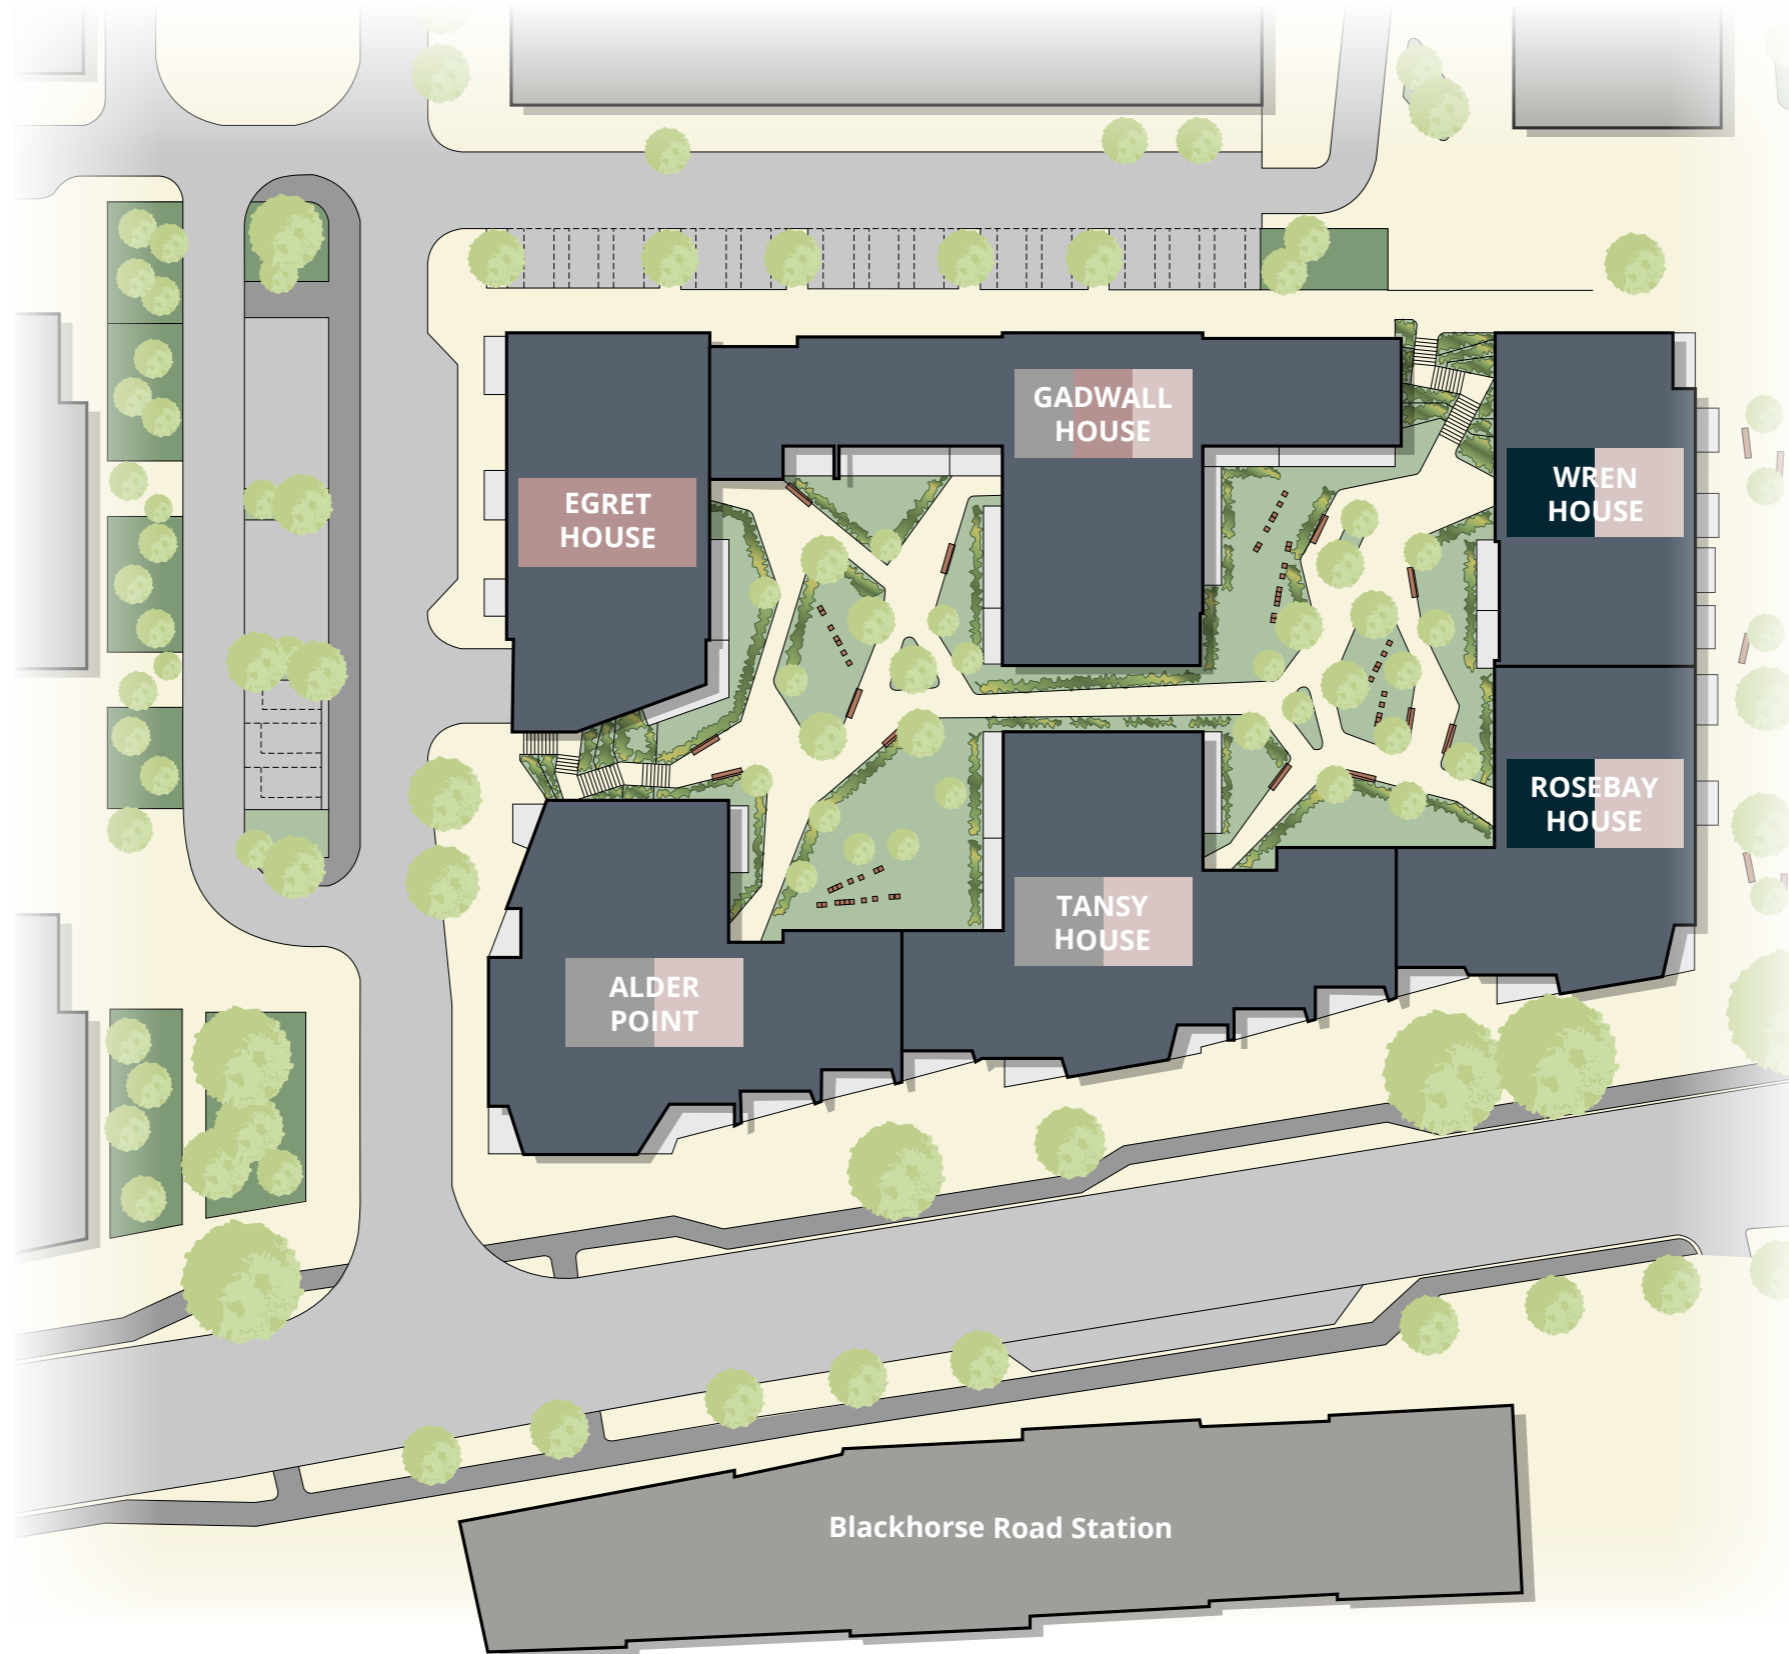 GADWALL
HOUSE
EGRET
HOUSE
WREN
HOUSE
ROSEBAY
HOUSE
TANSY
HOUSE
ALDER
POINT
Blackhorse Road Station